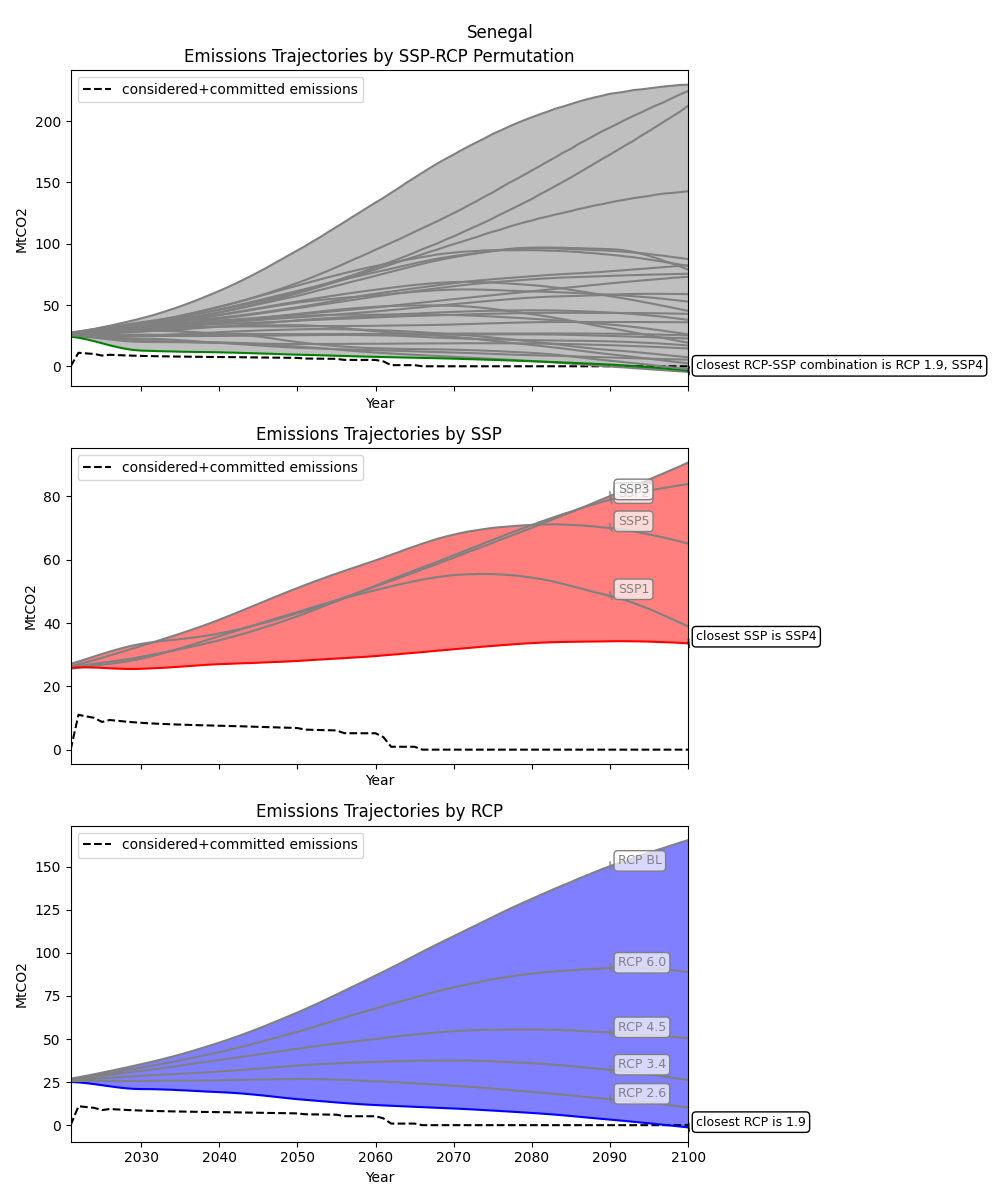 Senegal
Emissions Trajectories by SSP-RCP Permutation
considered+committed emissions
200
150
100
50
0
MtCO2
closest RCP-SSP combination is RCP 1.9, SSP4
Year
Emissions Trajectories by SSP
considered+committed emissions
80
60
40
20
0
MtCO2
SSP3
SSP5
SSP1
closest SSP is SSP4
Year
Emissions Trajectories by RCP
considered+committed emissions
150
125
100
75
50
25
0
MtCO2
RCP BL
RCP 6.0
RCP 4.5
RCP 3.4
RCP 2.6
closest RCP is 1.9
2030 2040 2050 2060 2070 2080 2090 2100
Year